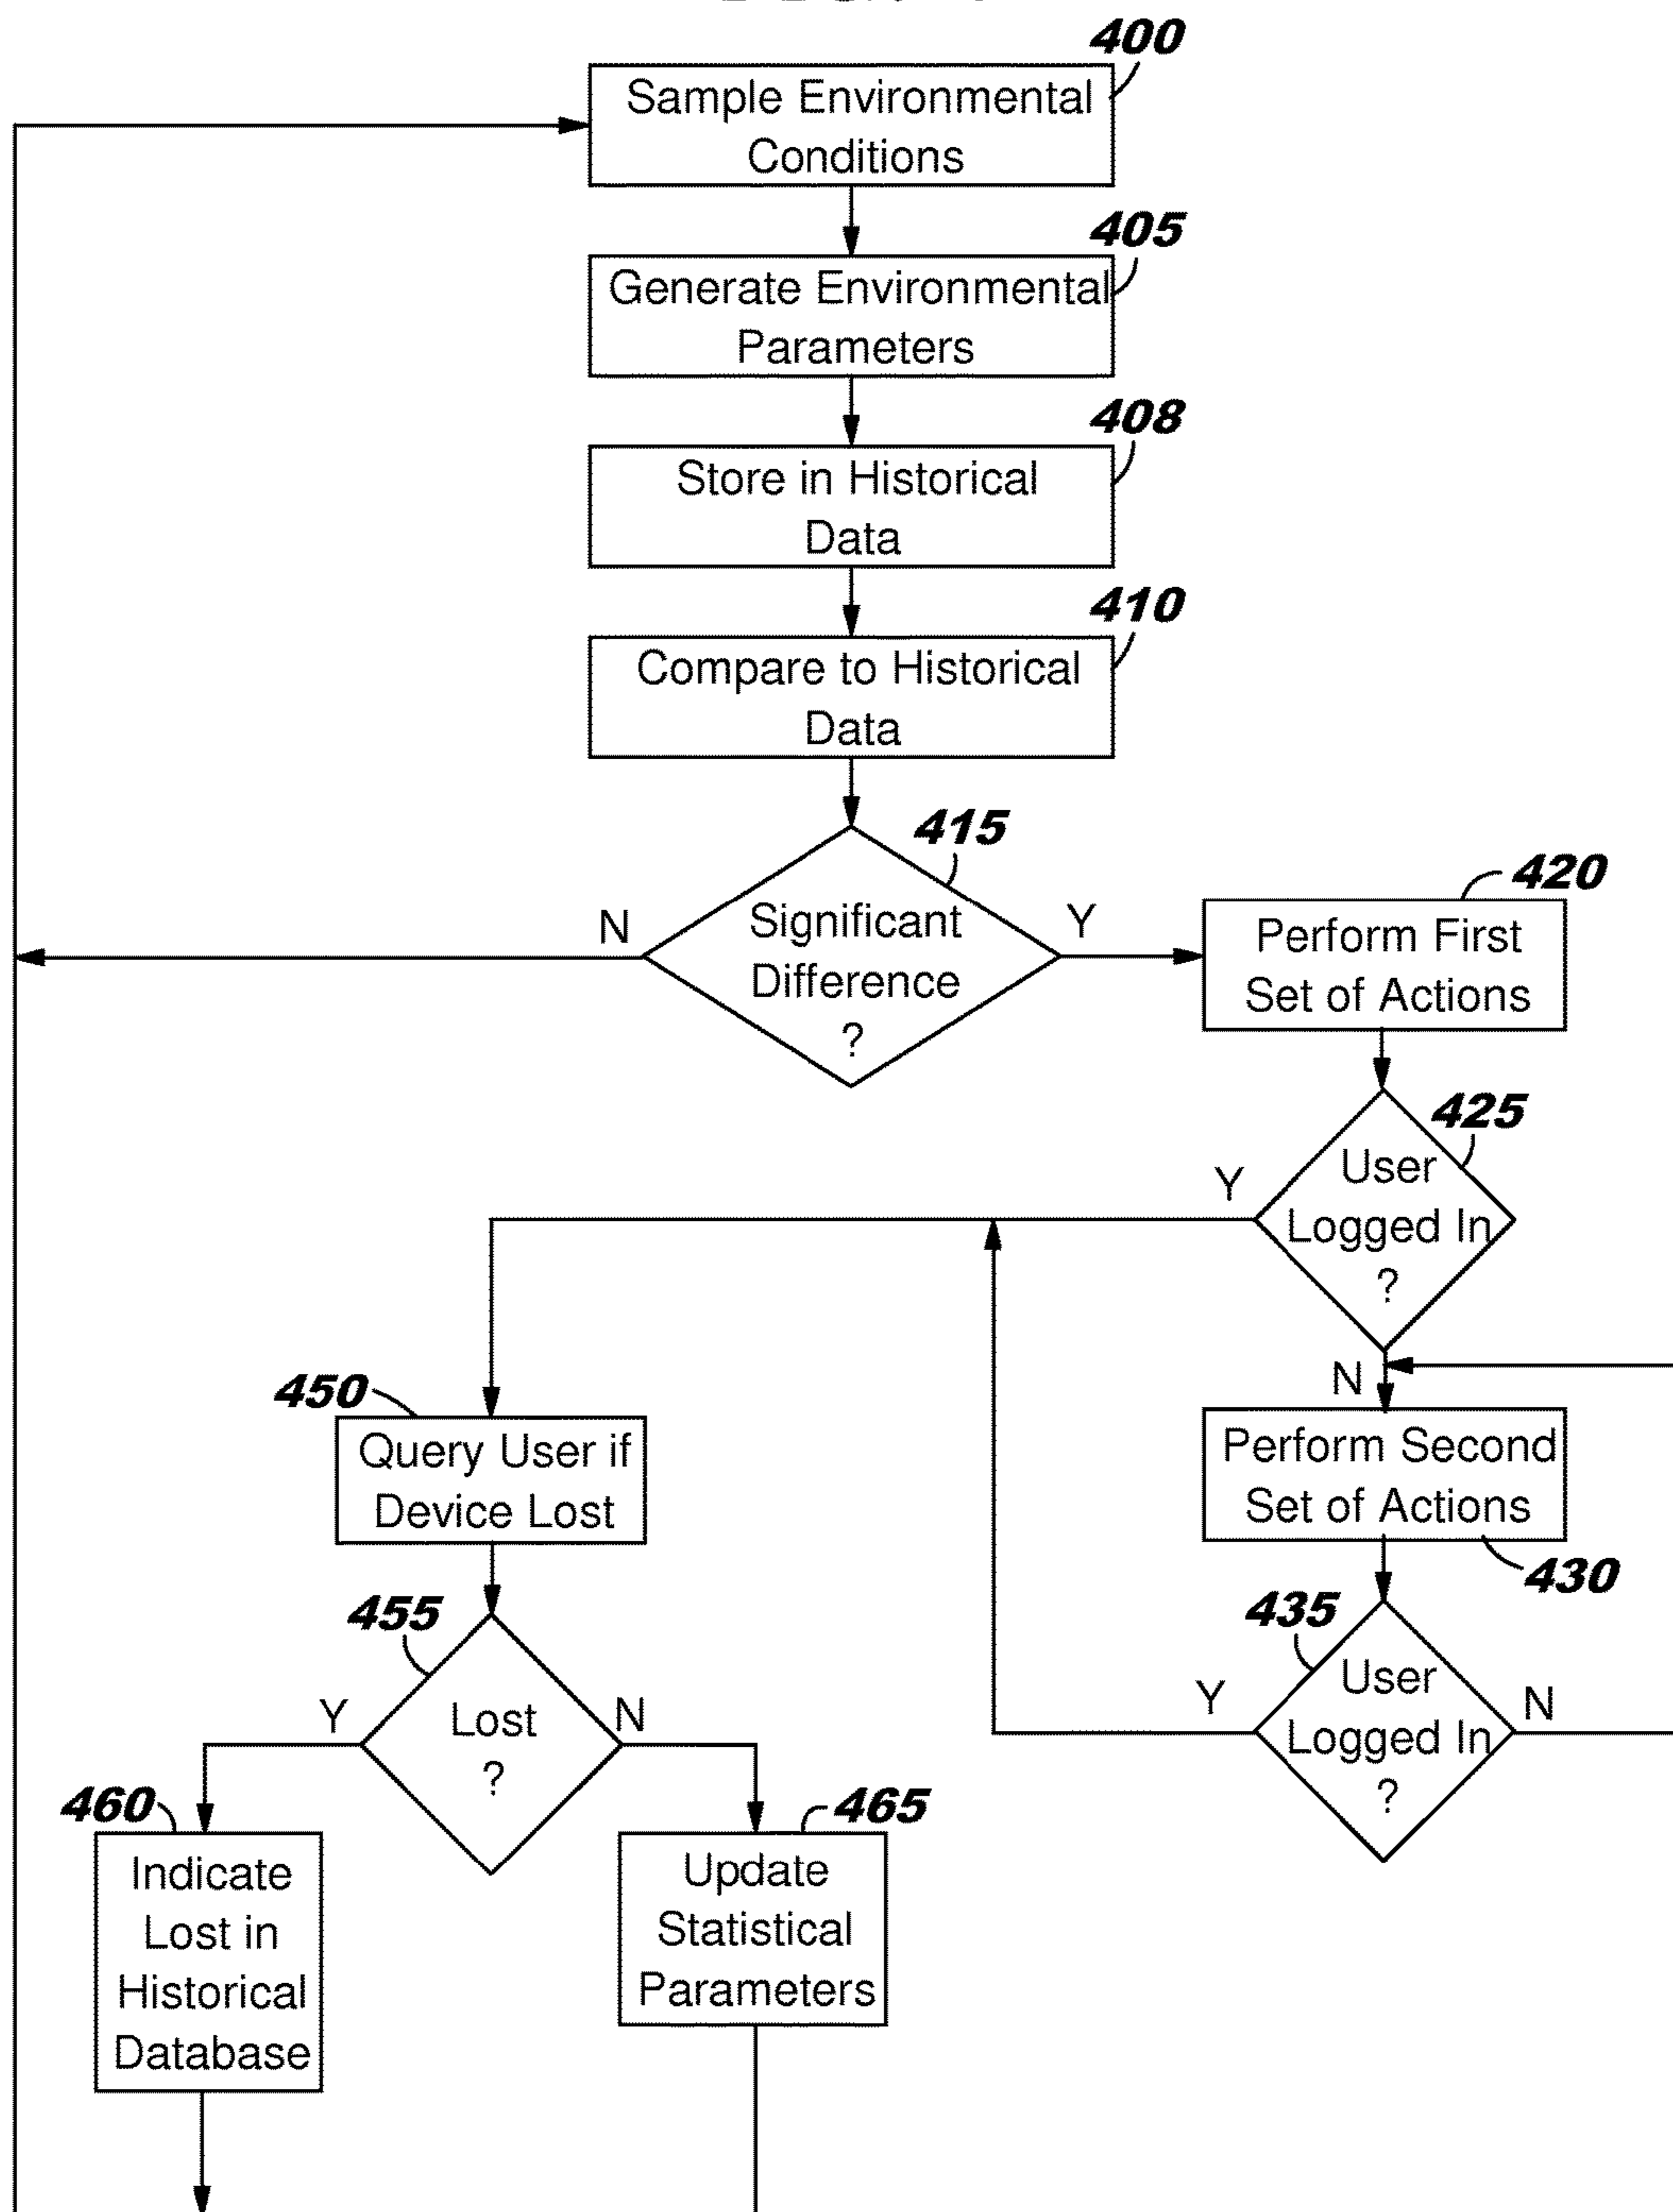 400
Sample Environmental
Conditions
405
Generate Environmental
Parameters
408
Store in Historical
Data
410
Compare to Historical
Data
415
N
Significant
Difference
?
Y
420
Perform First
Set of Actions
425
Y
User
Logged In
?
N
450
Query User if
Device Lost
Perform Second
Set of Actions
430
455
Y
Lost
?
N
435
Y
User
Logged In
?
N
460
Indicate
Lost in
Historical
Database
465
Update
Statistical
Parameters